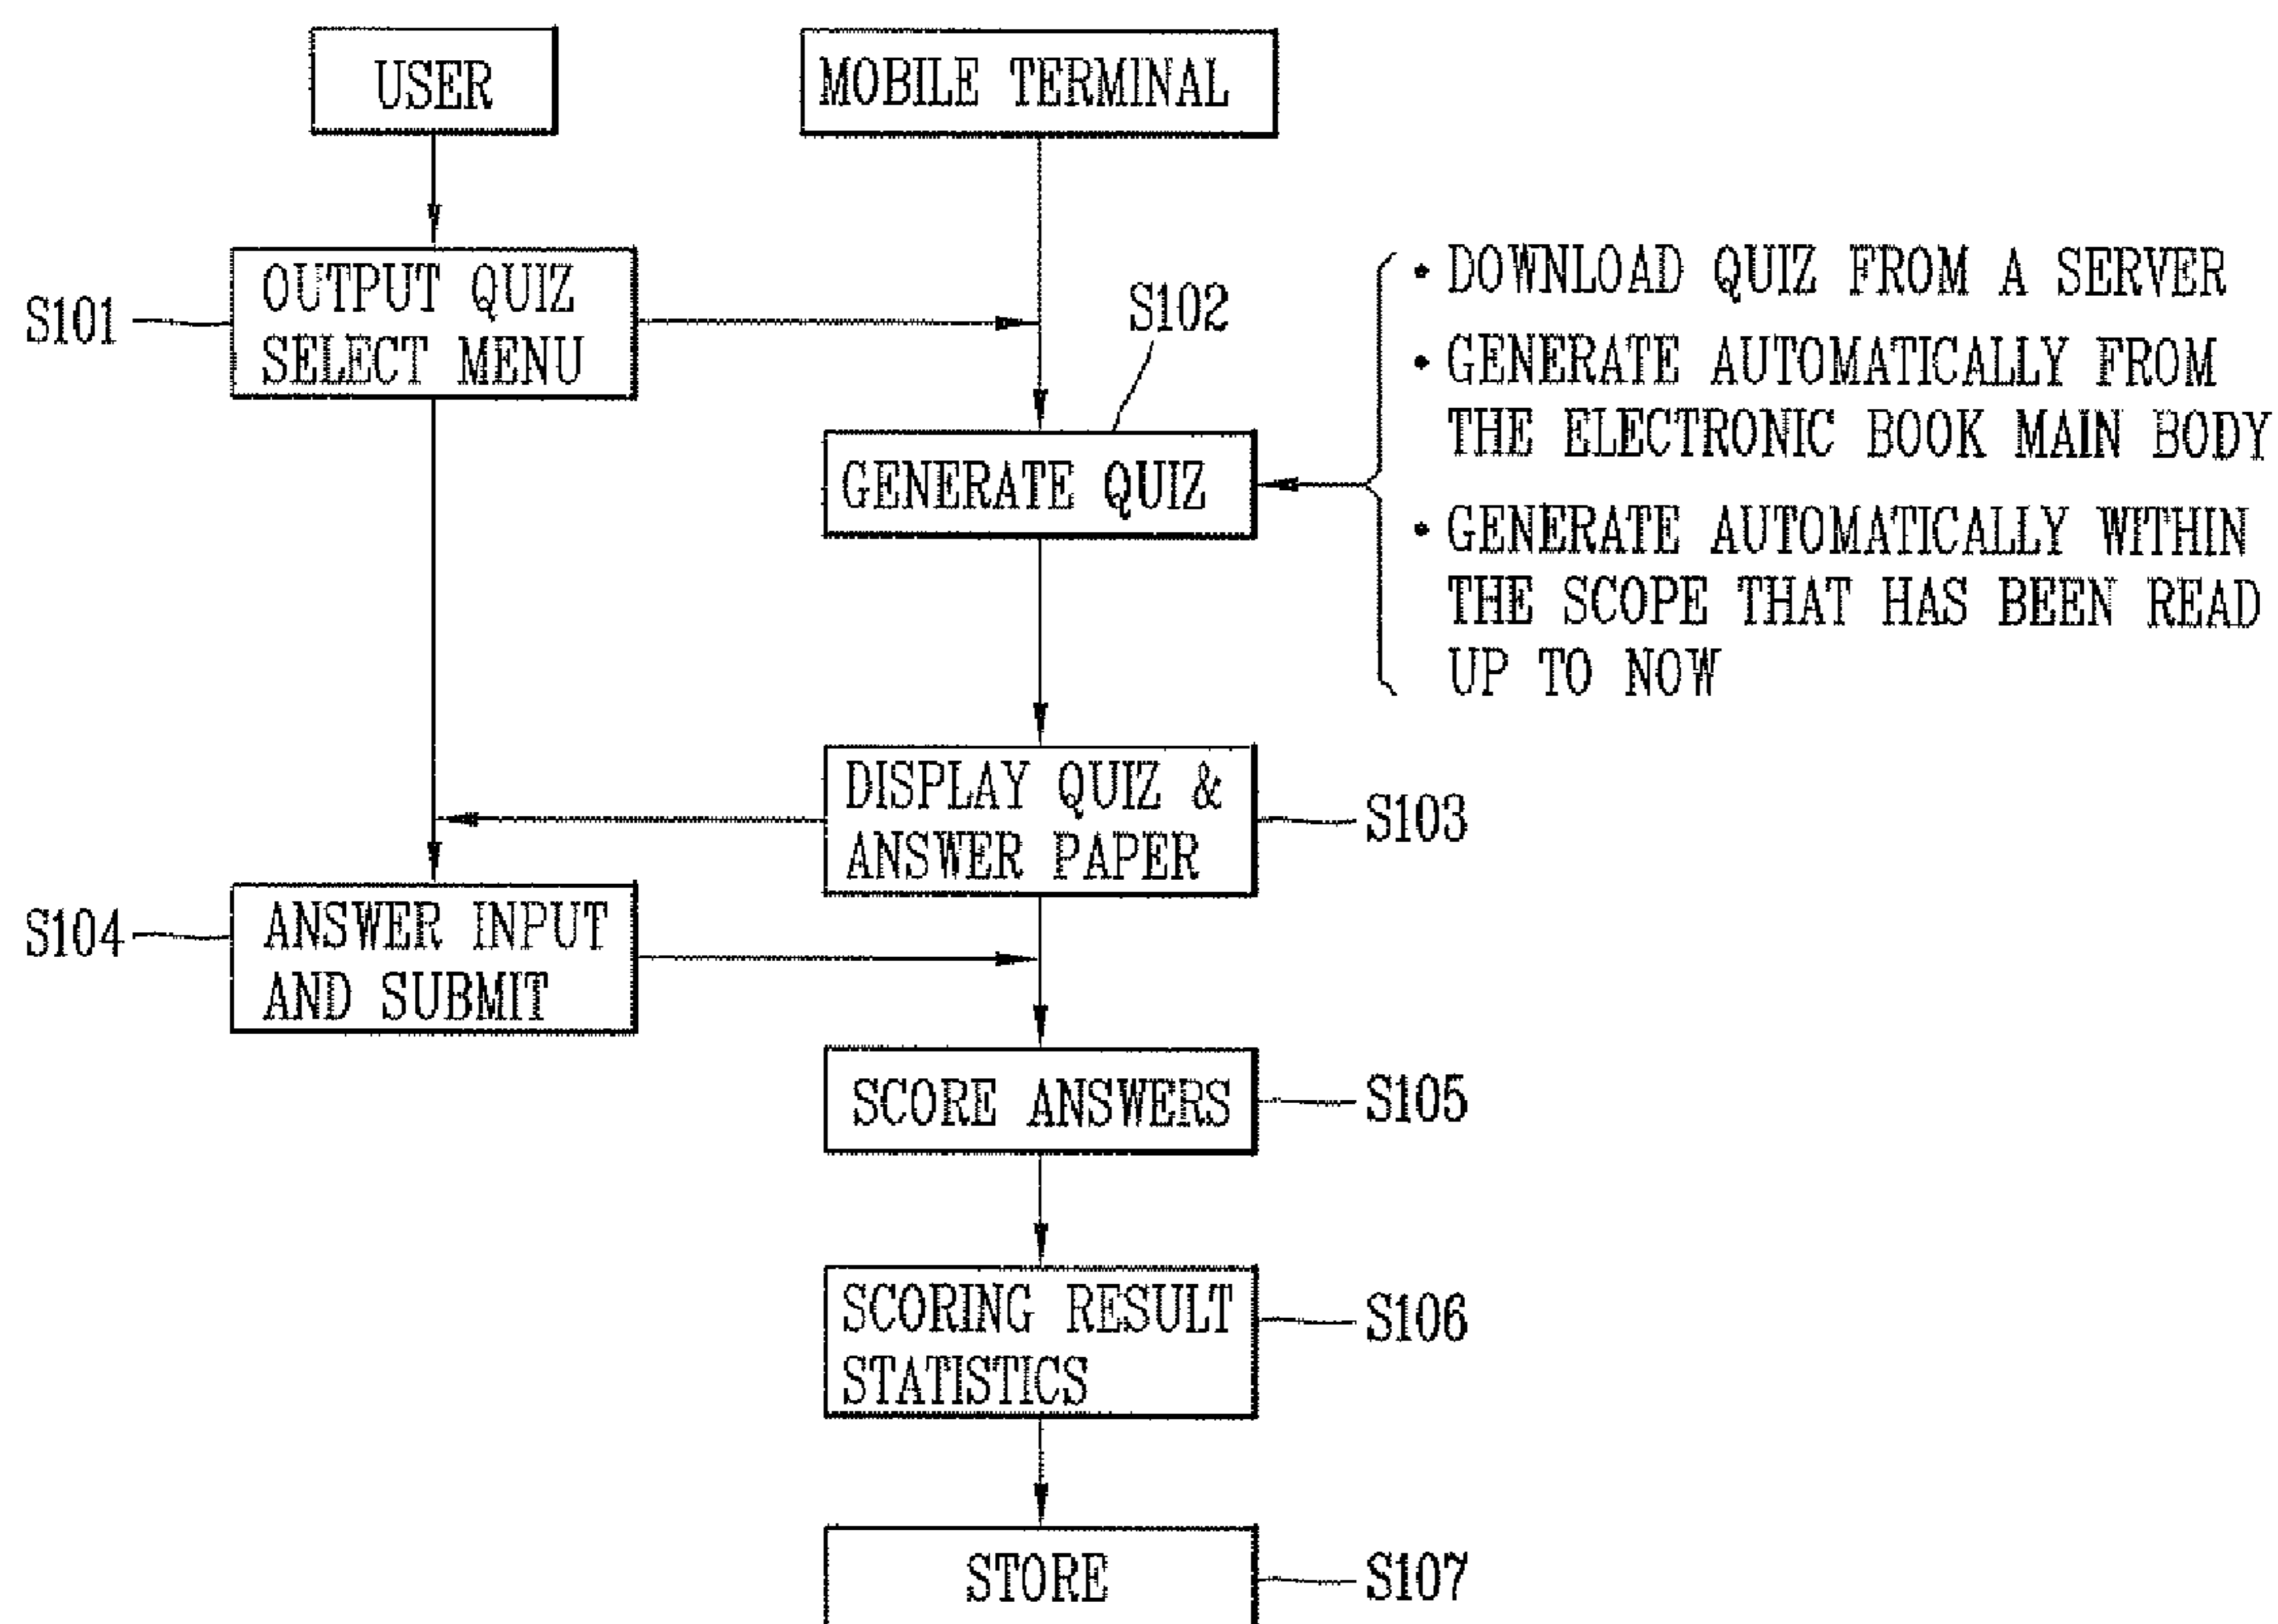 USER
MOBILE TERMINAL
S101
OUTPUT QUIZ
SELECT MENU
S102
GENERATE QUIZ
• DOWNLOAD QUIZ FROM A SERVER
• GENERATE AUTOMATICALLY FROM
THE ELECTRONIC BOOK MAIN BODY
• GENERATE AUTOMATICALLY WITHIN
THE SCOPE THAT HAS BEEN READ
UP TO NOW
DISPLAY QUIZ &
ANSWER PAPER
S103
S104
ANSWER INPUT
AND SUBMIT
SCORE ANSWERS
S105
SCORING RESULT
STATISTICS
S106
STORE
S107